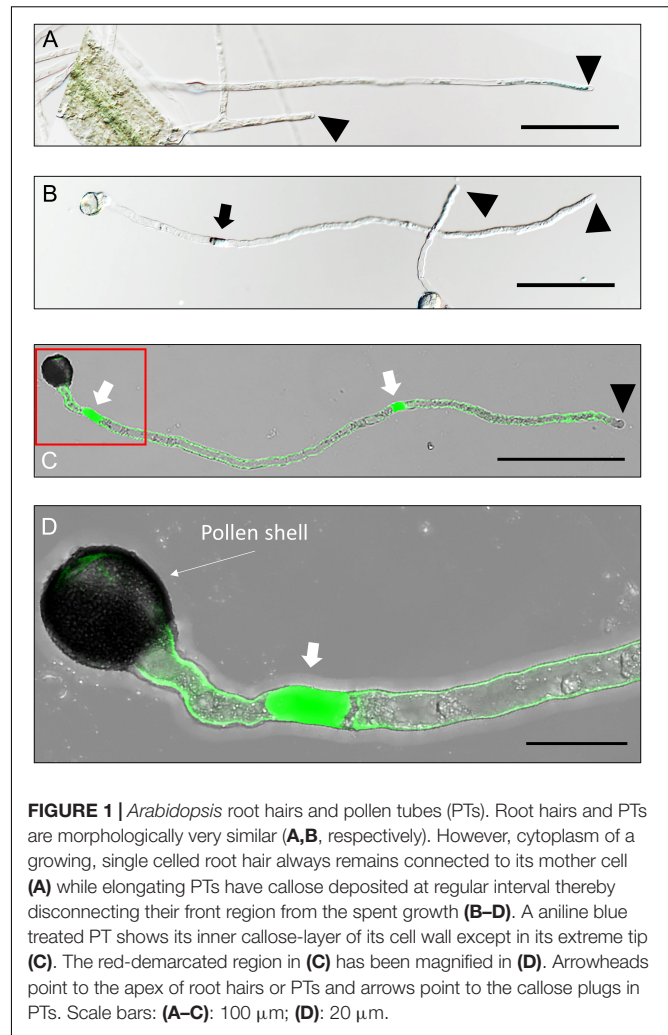 A
B
C
D
Pollen shell
FIGURE 1 | Arabidopsis root hairs and pollen tubes (PTs). Root hairs and PTs
are morphologically very similar (A,B, respectively). However, cytoplasm of a
growing, single celled root hair always remains connected to its mother cell
(A) while elongating PTs have callose deposited at regular interval thereby
disconnecting their front region from the spent growth (B–D). A aniline blue
treated PT shows its inner callose-layer of its cell wall except in its extreme tip
(C). The red-demarcated region in (C) has been magnified in (D). Arrowheads
point to the apex of root hairs or PTs and arrows point to the callose plugs in
PTs. Scale bars: (A–C): 100 μm; (D): 20 μm.